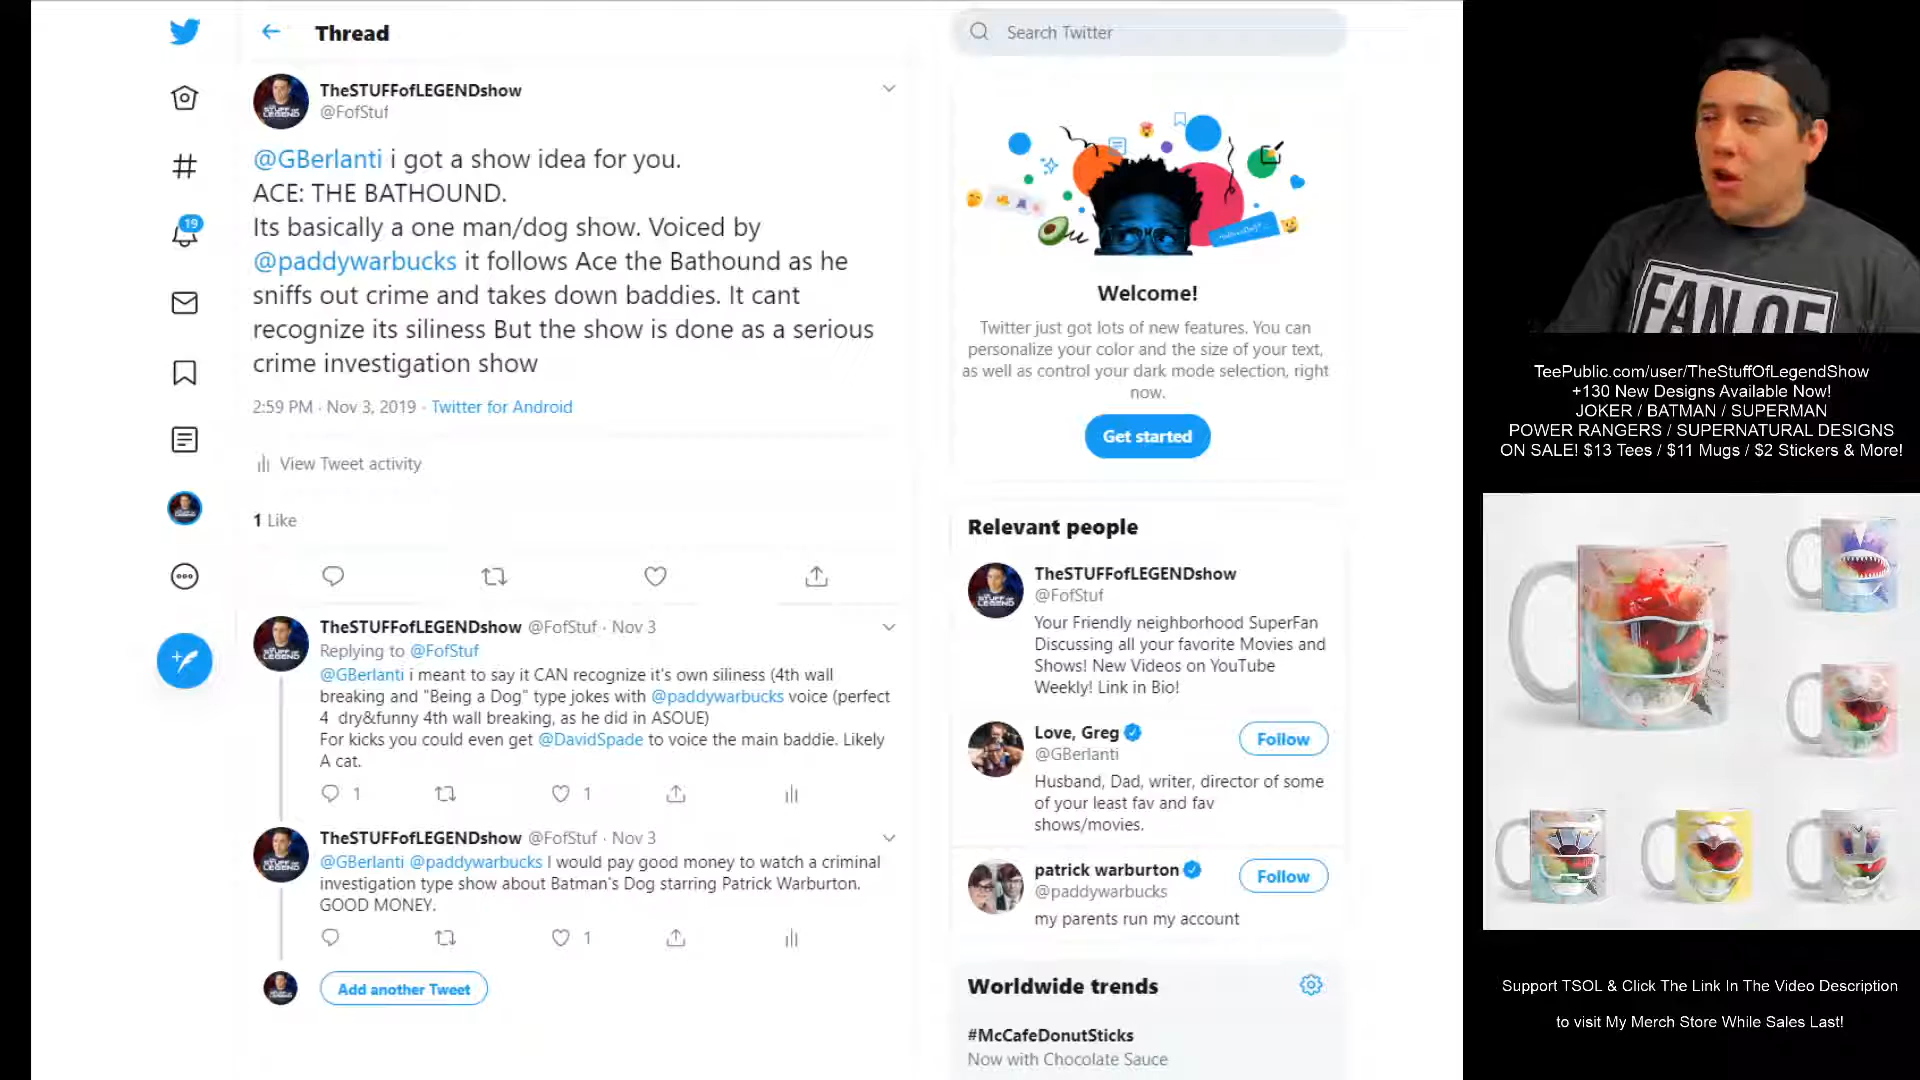 Thread
Search Twitter
TheSTUFFofLEGENDshow
@FofStuf
@GBerlanti i got a show idea for you.
ACE: THE BATHOUND.
Its basically a one man/dog show. Voiced by
@paddywarbucks it follows Ace the Bathound as he
sniffs out crime and takes down baddies. It cant
recognize its siliness But the show is done as a serious
crime investigation show
2:59 PM · Nov 3, 2019 · Twitter for Android
View Tweet activity
1 Like
19
TheSTUFFofLEGENDshow @FofStuf · Nov 3
Replying to @FofStuf
@GBerlanti i meant to say it CAN recognize it's own siliness (4th wall
breaking and "Being a Dog" type jokes with @paddywarbucks voice (perfect
4 dry&funny 4th wall breaking, as he did in ASOUE)
For kicks you could even get @DavidSpade to voice the main baddie. Likely
A cat.
1
1
TheSTUFFofLEGENDshow @FofStuf · Nov 3
@GBerlanti @paddywarbucks I would pay good money to watch a criminal
investigation type show about Batman's Dog starring Patrick Warburton.
GOOD MONEY.
1
Add another Tweet
Welcome!
Twitter just got lots of new features. You can
personalize your color and the size of your text,
as well as control your dark mode selection, right
now.
Get started
Relevant people
TheSTUFFofLEGENDshow
@FofStuf
Your Friendly neighborhood SuperFan
Discussing all your favorite Movies and
Shows! New Videos on YouTube
Weekly! Link in Bio!
Love, Greg
@GBerlanti
Follow
Husband, Dad, writer, director of some
of your least fav and fav
shows/movies.
patrick warburton
@paddywarbucks
Follow
my parents run my account
Worldwide trends
#McCafeDonutSticks
Now with Chocolate Sauce
FAN OF
TeePublic.com/user/TheStuffOfLegendShow
+130 New Designs Available Now!
JOKER / BATMAN / SUPERMAN
POWER RANGERS / SUPERNATURAL DESIGNS
ON SALE! $13 Tees / $11 Mugs / $2 Stickers & More!
Support TSOL & Click The Link In The Video Description
to visit My Merch Store While Sales Last!